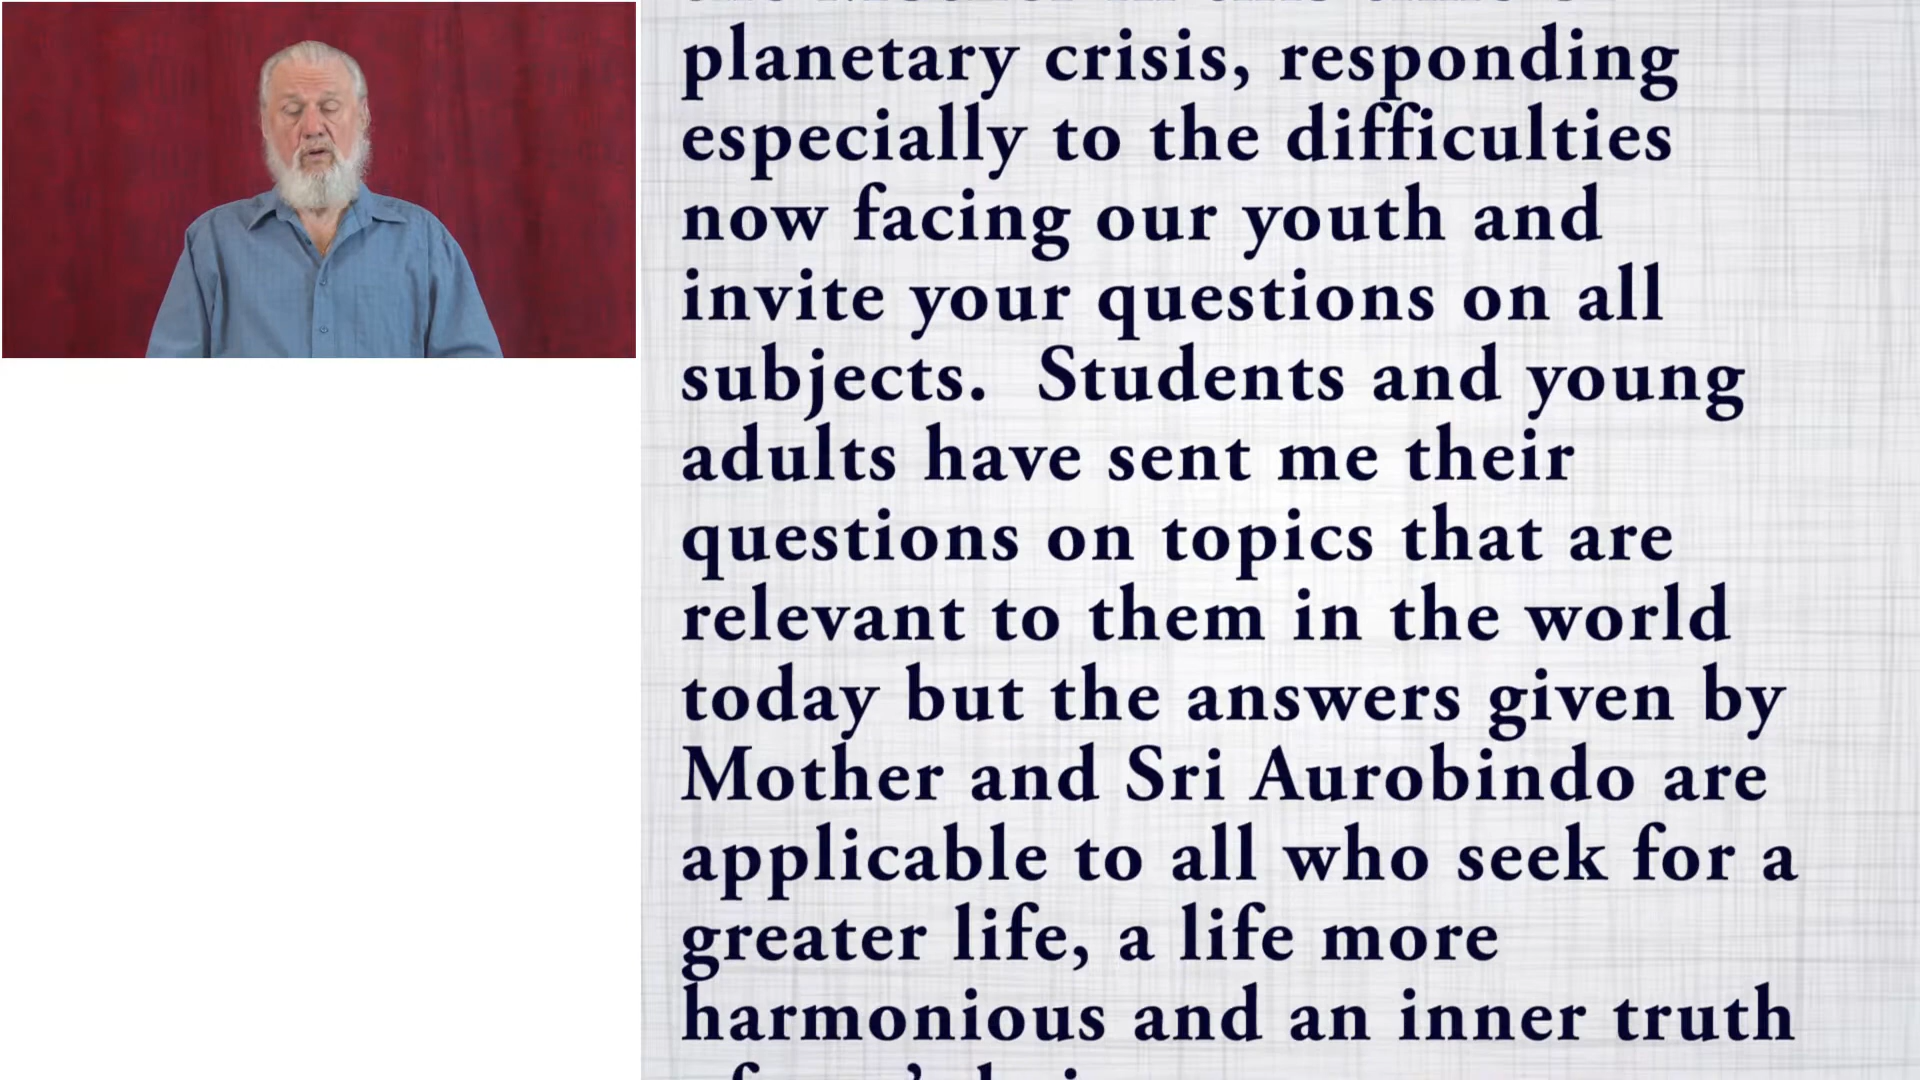 planetary crisis, responding
especially to the difficulties
now facing our youth and
invite your questions on all
subjects.  Students and young
adults have sent me their
questions on topics that are
relevant to them in the world
today but the answers given by
Mother and Sri Aurobindo are
applicable to all who seek for a
greater life, a life more
harmonious and an inner truth